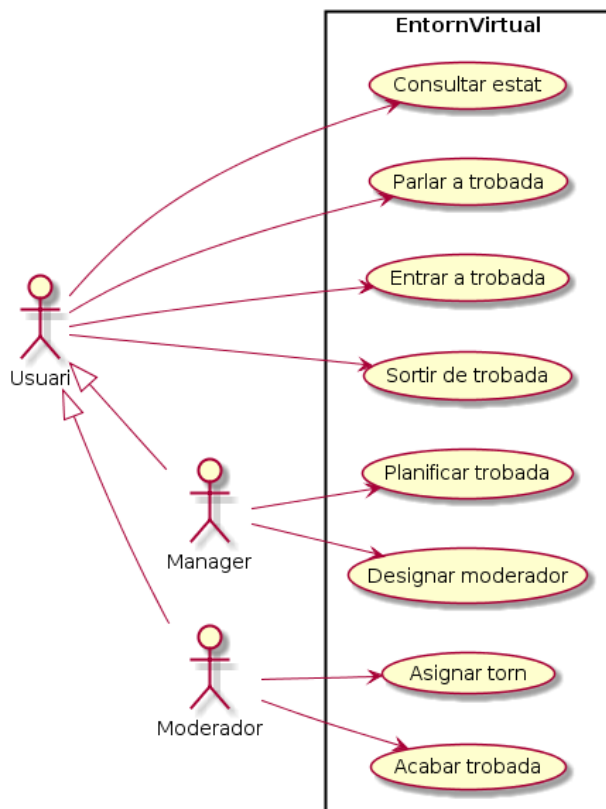 EntornVirtual
Consultar estat
Parlar a trobada
Entrar a trobada
Usuari
Sortir de trobada
Planificar trobada
Manager
Designar moderador
Asignar torn
Moderador
Acabar trobada